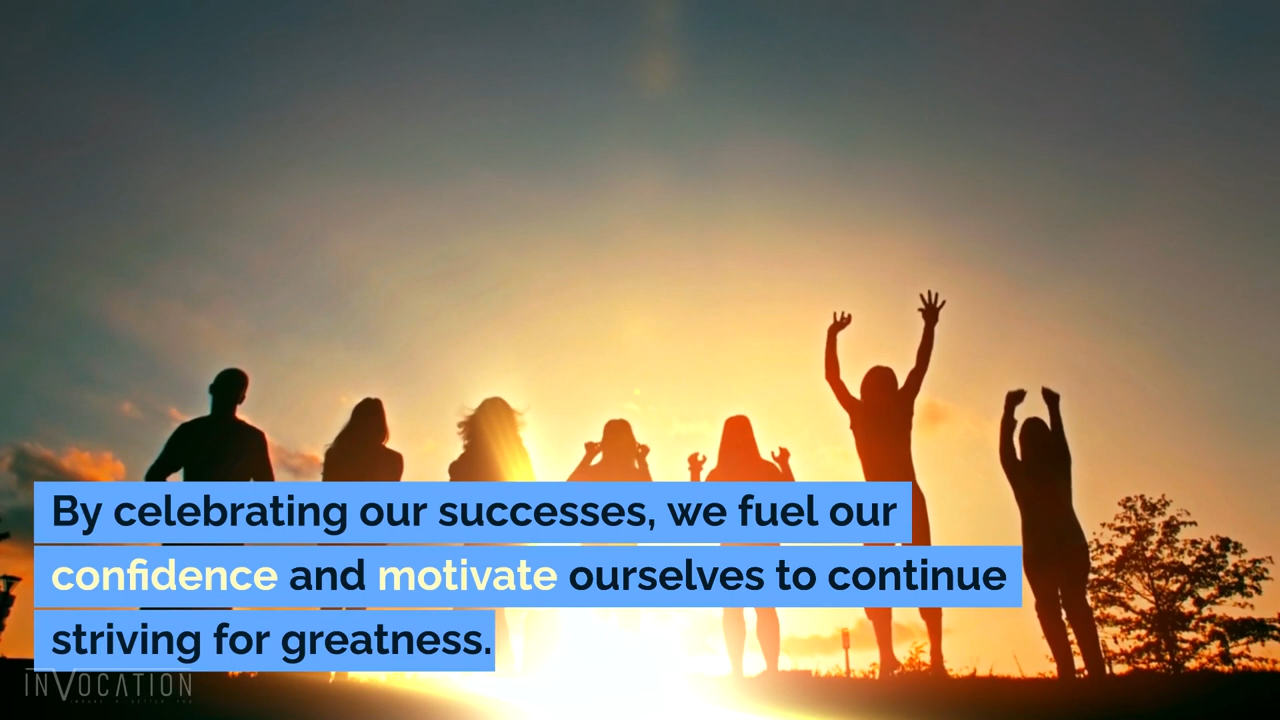 By celebrating our successes, we fuel our
confidence and motivate ourselves to continue
striving for greatness.
INVOCATION